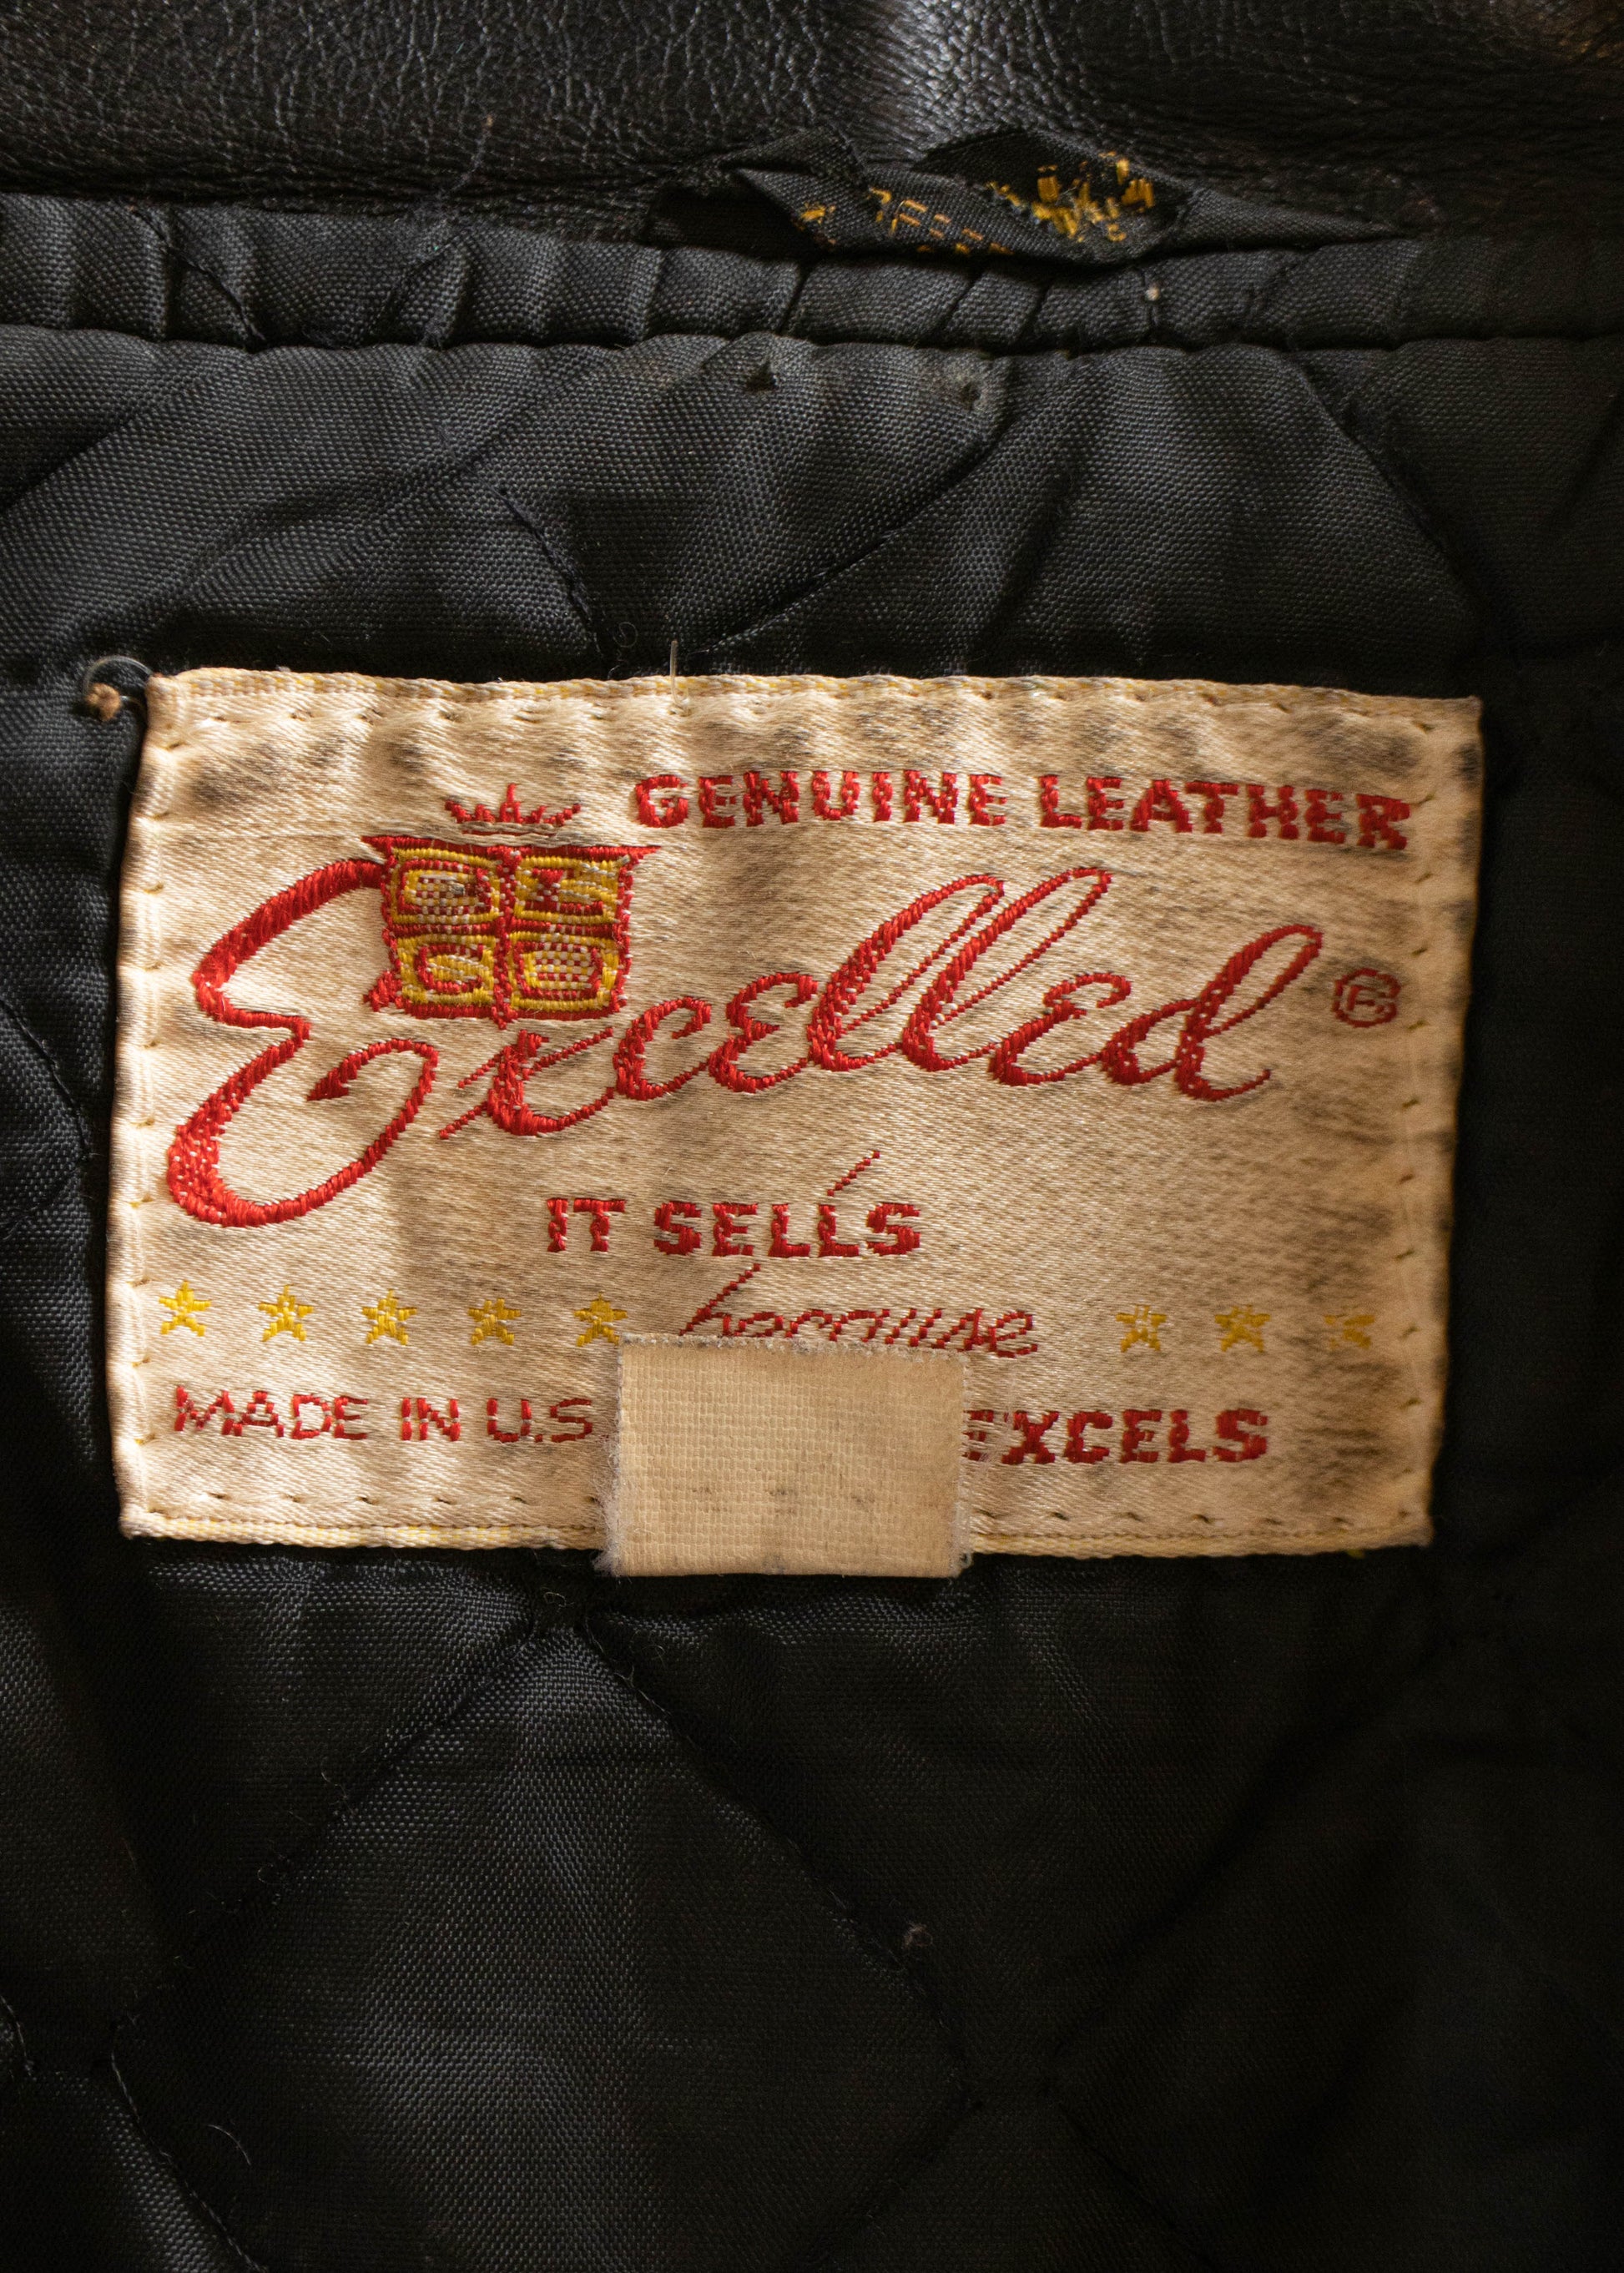 GENUINE LEATHER
Excelled ®
IT SELLS
because
MADE IN U.S
EXCELS